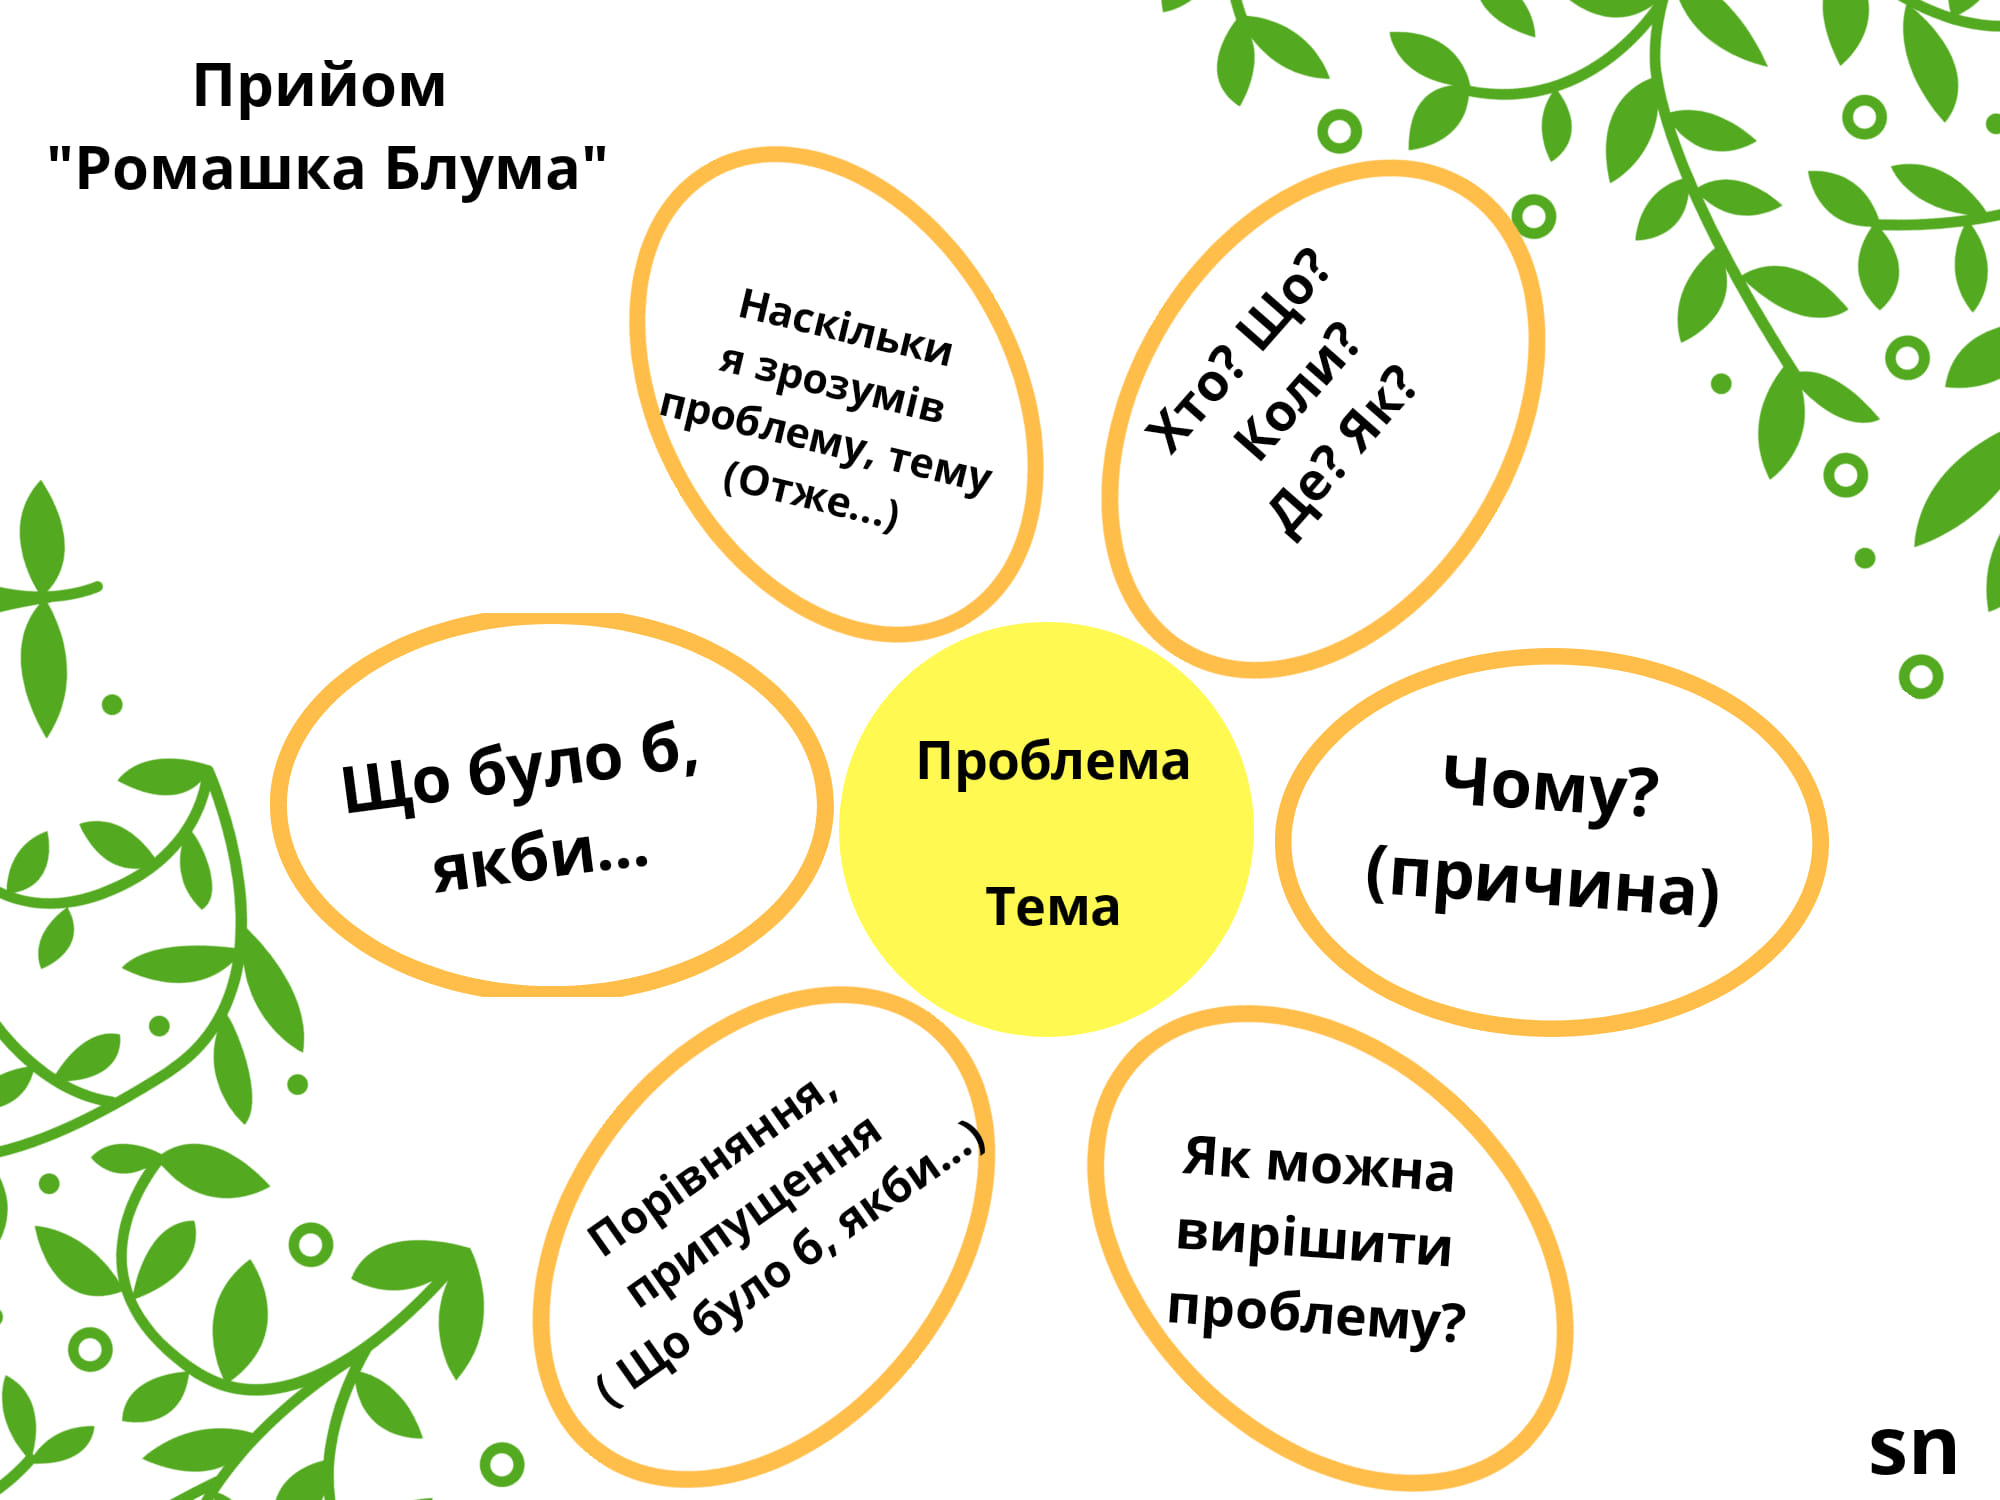 Прийом
"Ромашка Блума"
Наскільки
я зрозумів
проблему, тему
(Отже...)
Хто? Що?
Коли?
Де? Як?
Що було б,
якби...
Проблема
Тема
Чому?
(причина)
Порівняння,
припущення
( Що було б, якби...)
Як можна
вирішити
проблему?
sn